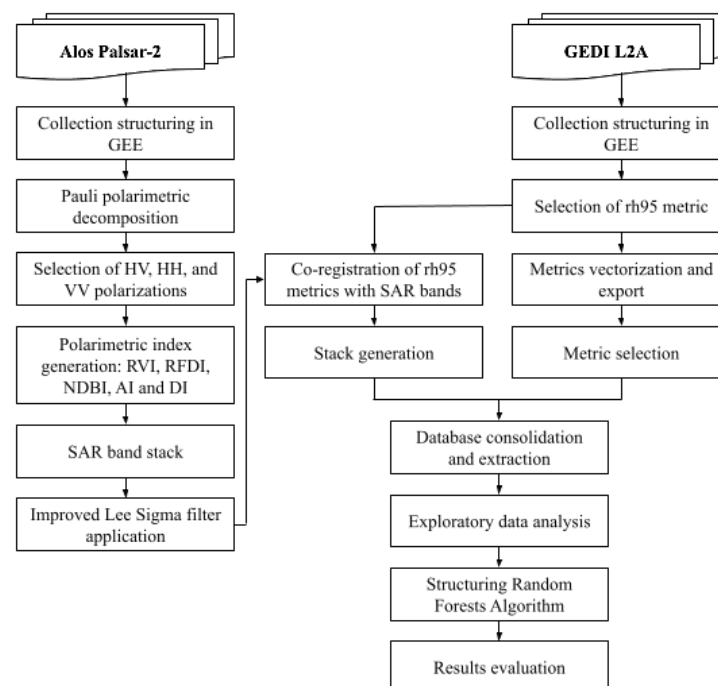 Alos Palsar-2
Collection structuring in
GEE
Pauli polarimetric
decomposition
Selection of HV, HH, and
VV polarizations
Polarimetric index
generation: RVI, RFDI,
NDBI, AI and DI
SAR band stack
Improved Lee Sigma filter
application
GEDI L2A
Collection structuring in
GEE
Selection of rh95 metric
Co-registration of rh95
metrics with SAR bands
Stack generation
Metrics vectorization and
export
Metric selection
Database consolidation
and extraction
Exploratory data analysis
Structuring Random
Forests Algorithm
Results evaluation